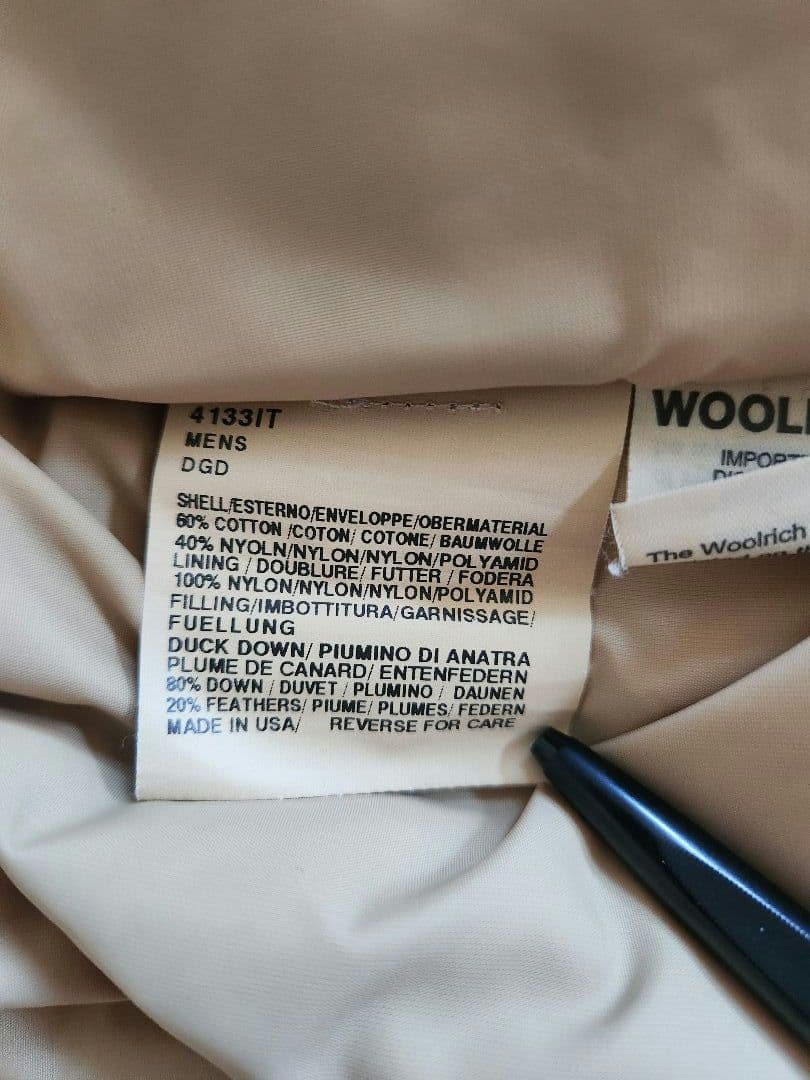 4133IT
MENS
DGD
SHELL/ESTERNO/ENVELOPPE/OBERMATERIAL
60% COTTON /COTON/ COTONE/ BAUMWOLLE
40% NYOLN/NYLON/NYLON/POLYAMID
LINING / DOUBLURE/ FUTTER / FODERA
100% NYLON/NYLON/NYLON/POLYAMID
FILLING/IMBOTTITURA/GARNISSAGE/
FUELLUNG
DUCK DOWN/ PIUMINO DI ANATRA
PLUME DE CANARD/ ENTENFEDERN
80% DOWN / DUVET / PLUMINO / DAUNEN
20% FEATHERS/ PIUME/ PLUMES/ FEDERN
MADE IN USA/ REVERSE FOR CARE
WOOL
IMPORT
The Woolrich